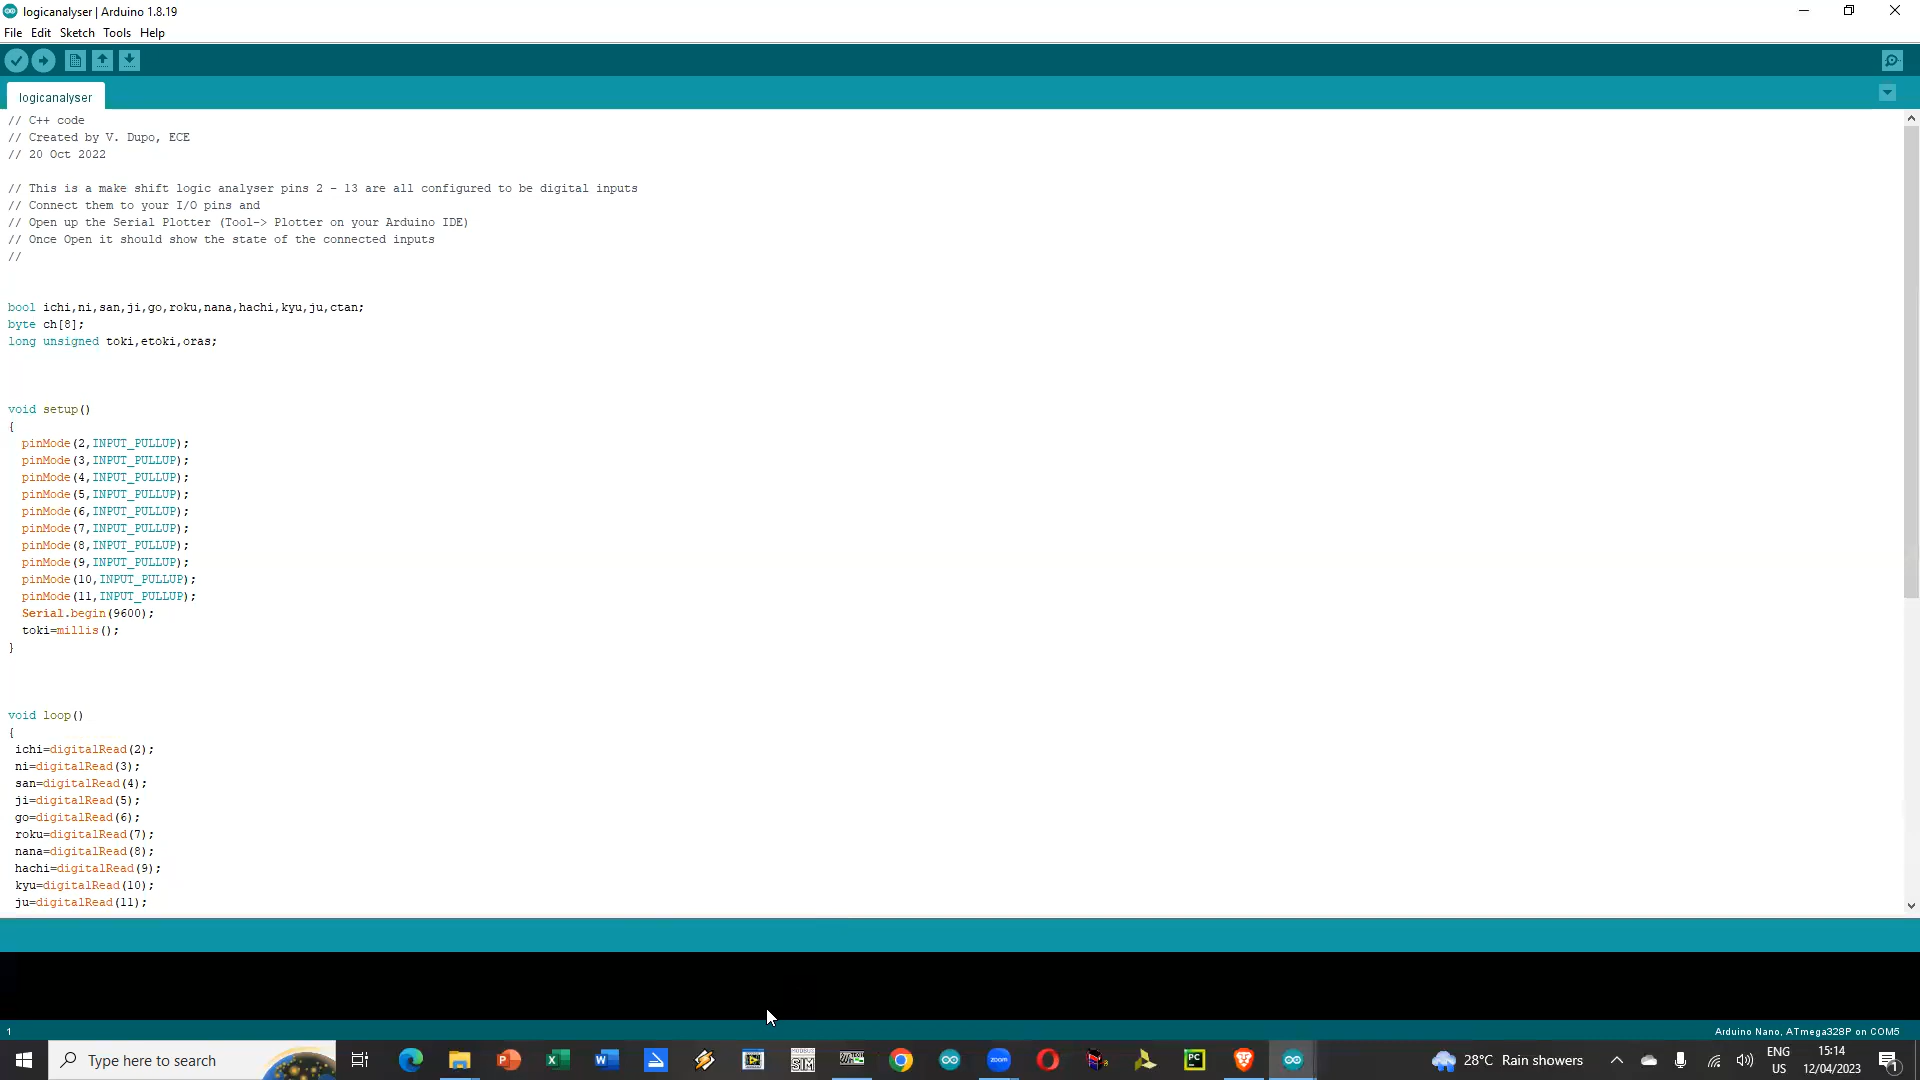 logicanalyser | Arduino 1.8.19
File Edit Sketch Tools Help
logicanalyser
// C++ code
// Created by V. Dupo, ECE
// 20 Oct 2022
// This is a make shift logic analyser pins 2 - 13 are all configured to be digital inputs
// Connect them to your I/O pins and
// Open up the Serial Plotter (Tool-> Plotter on your Arduino IDE)
// Once Open it should show the state of the connected inputs
//
bool ichi,ni,san,ji,go,roku,nana,hachi,kyu,ju,ctan;
byte ch[8];
long unsigned toki,etoki,oras;
void setup()
{
pinMode(2,INPUT_PULLUP);
pinMode(3,INPUT_PULLUP);
pinMode(4,INPUT_PULLUP);
pinMode(5,INPUT_PULLUP);
pinMode(6,INPUT_PULLUP);
pinMode(7,INPUT_PULLUP);
pinMode(8,INPUT_PULLUP);
pinMode(9,INPUT_PULLUP);
pinMode(10,INPUT_PULLUP);
pinMode(11,INPUT_PULLUP);
Serial.begin(9600);
toki=millis();
}
void loop()
{
ichi=digitalRead(2);
ni=digitalRead(3);
san=digitalRead(4);
ji=digitalRead(5);
go=digitalRead(6);
roku=digitalRead(7);
nana=digitalRead(8);
hachi=digitalRead(9);
kyu=digitalRead(10);
ju=digitalRead(11);
1 Arduino Nano, ATmega328P on COM5
Type here to search
28°C Rain showers
ENG
US
15:14
12/04/2023
1
zoom
PC
SIM